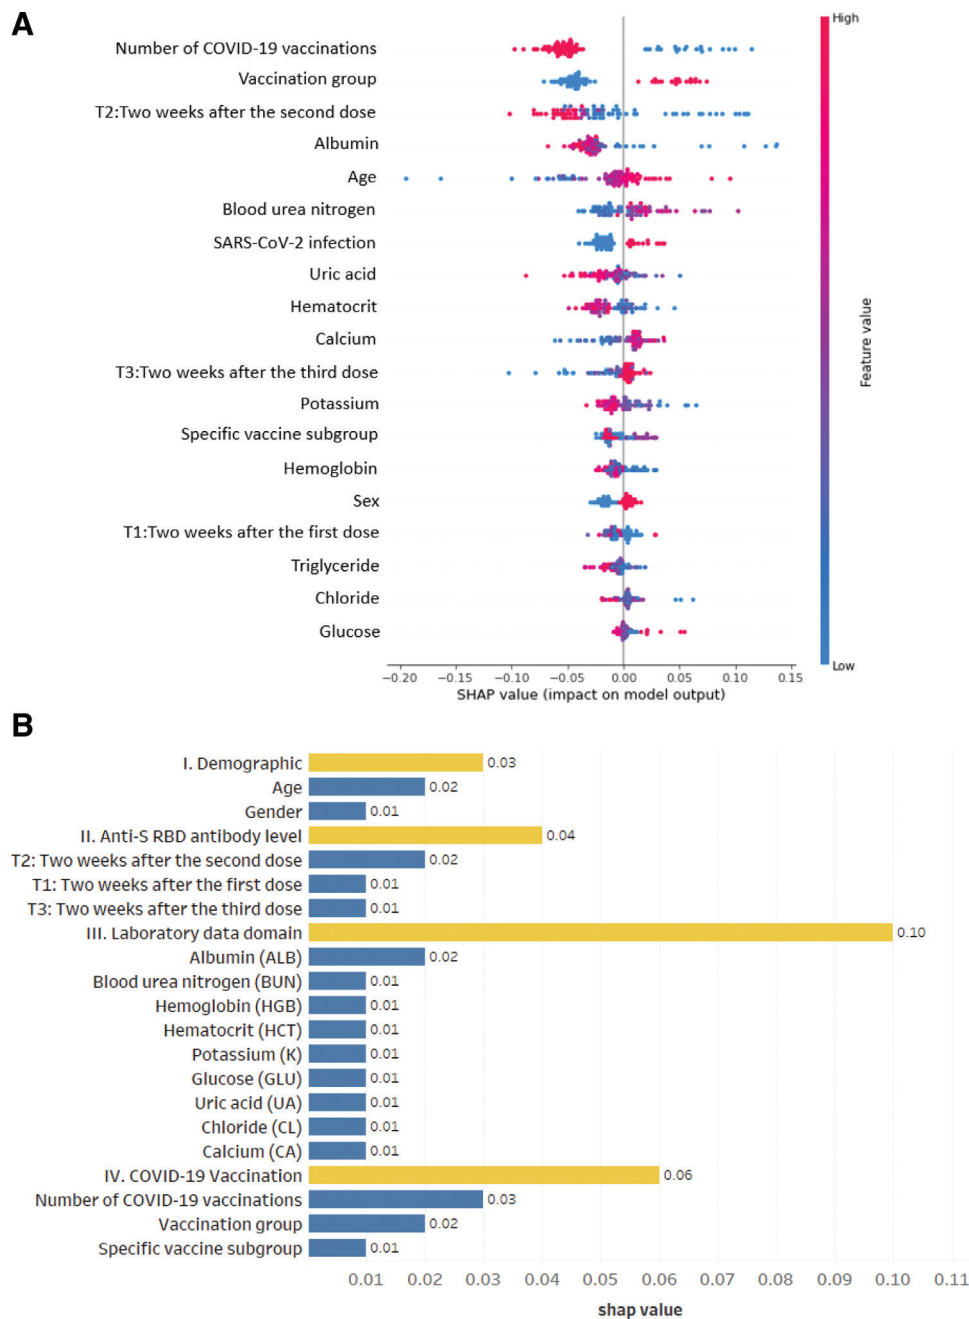 A
Number of COVID-19 vaccinations
Vaccination group
T2:Two weeks after the second dose
Albumin
Age
Blood urea nitrogen
SARS-CoV-2 infection
Uric acid
Hematocrit
Calcium
T3:Two weeks after the third dose
Potassium
Specific vaccine subgroup
Hemoglobin
Sex
T1:Two weeks after the first dose
Triglyceride
Chloride
Glucose
−0.20 −0.15 −0.10 −0.05 0.00 0.05 0.10 0.15
SHAP value (impact on model output)
High
Feature value
Low
B
I. Demographic 0.03
Age 0.02
Gender 0.01
II. Anti-S RBD antibody level 0.04
T2: Two weeks after the second dose 0.02
T1: Two weeks after the first dose 0.01
T3: Two weeks after the third dose 0.01
III. Laboratory data domain 0.10
Albumin (ALB) 0.02
Blood urea nitrogen (BUN) 0.01
Hemoglobin (HGB) 0.01
Hematocrit (HCT) 0.01
Potassium (K) 0.01
Glucose (GLU) 0.01
Uric acid (UA) 0.01
Chloride (CL) 0.01
Calcium (CA) 0.01
IV. COVID-19 Vaccination 0.06
Number of COVID-19 vaccinations 0.03
Vaccination group 0.02
Specific vaccine subgroup 0.01
0.01 0.02 0.03 0.04 0.05 0.06 0.07 0.08 0.09 0.10 0.11
shap value